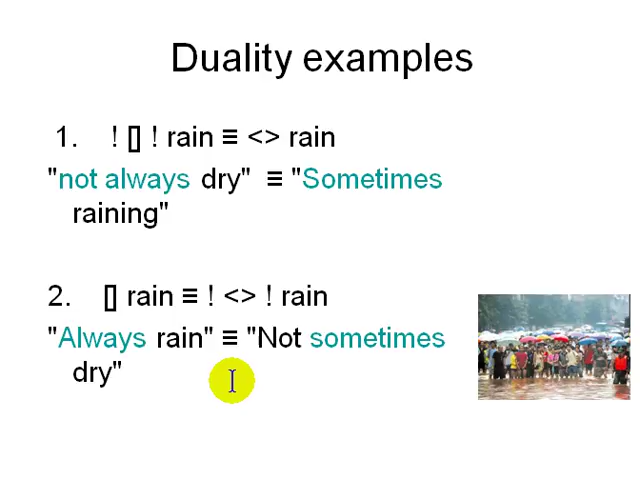 Duality examples
1. ! [] ! rain ≡ <> rain
"not always dry" ≡ "Sometimes
raining"
2. [] rain ≡ ! <> ! rain
"Always rain" ≡ "Not sometimes
dry"